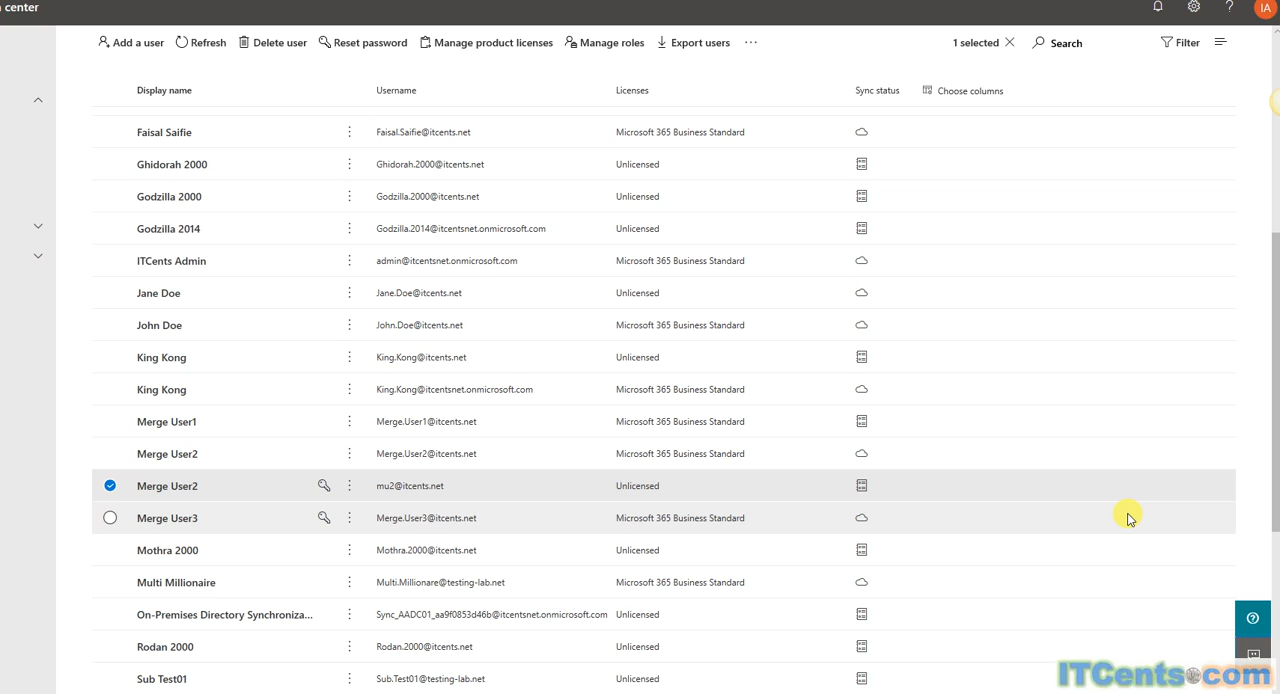 center
IA
Add a user Refresh Delete user Reset password Manage product licenses Manage roles Export users ··· 1 selected Search Filter
Display name Username Licenses Sync status Choose columns
Faisal Saifie Faisal.Saifie@itcents.net Microsoft 365 Business Standard
Ghidorah 2000 Ghidorah.2000@itcents.net Unlicensed
Godzilla 2000 Godzilla.2000@itcents.net Unlicensed
Godzilla 2014 Godzilla.2014@itcentsnet.onmicrosoft.com Unlicensed
ITCents Admin admin@itcentsnet.onmicrosoft.com Microsoft 365 Business Standard
Jane Doe Jane.Doe@itcents.net Unlicensed
John Doe John.Doe@itcents.net Microsoft 365 Business Standard
King Kong King.Kong@itcents.net Unlicensed
King Kong King.Kong@itcentsnet.onmicrosoft.com Microsoft 365 Business Standard
Merge User1 Merge.User1@itcents.net Microsoft 365 Business Standard
Merge User2 Merge.User2@itcents.net Microsoft 365 Business Standard
Merge User2 mu2@itcents.net Unlicensed
Merge User3 Merge.User3@itcents.net Microsoft 365 Business Standard
Mothra 2000 Mothra.2000@itcents.net Unlicensed
Multi Millionaire Multi.Millionare@testing-lab.net Microsoft 365 Business Standard
On-Premises Directory Synchroniza... Sync_AADC01_aa9f0853d46b@itcentsnet.onmicrosoft.com Unlicensed
Rodan 2000 Rodan.2000@itcents.net Unlicensed
Sub Test01 Sub.Test01@testing-lab.net Unlicensed
ITCents.com